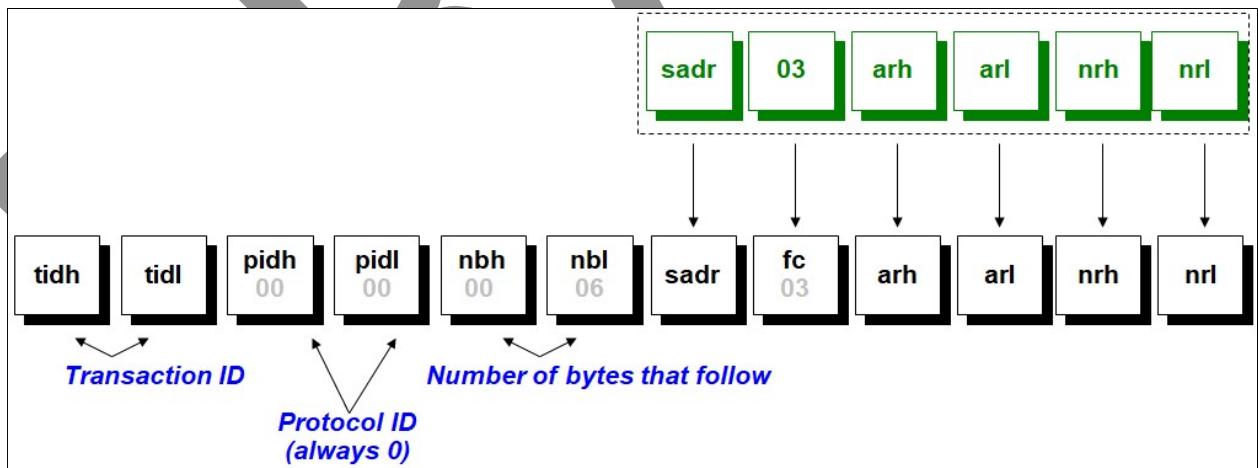 sadr 03 arh arl nrh nrl
tidh tidl pidh pidl nbh nbl sadr fc arh arl nrh nrl
00 00 00 06 03
Transaction ID
Number of bytes that follow
Protocol ID
(always 0)